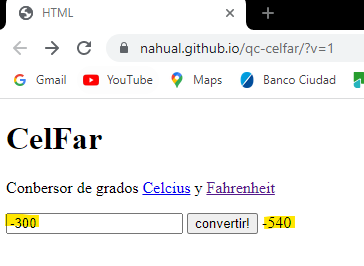 HTML
nahual.github.io/qc-celfar/?v=1
Gmail YouTube Maps Banco Ciudad
CelFar
Conbersor de grados Celcius y Fahrenheit
-300 convertir! -540